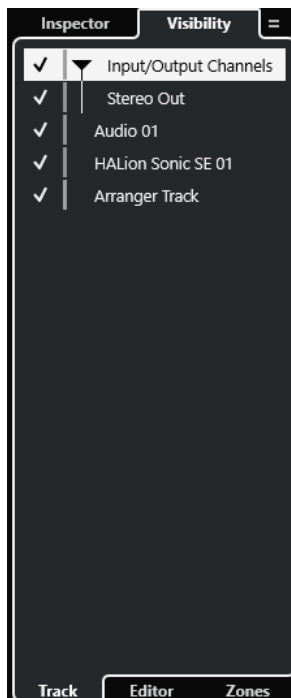 Inspector Visibility
Input/Output Channels
Stereo Out
Audio 01
HALion Sonic SE 01
Arranger Track
Track Editor Zones